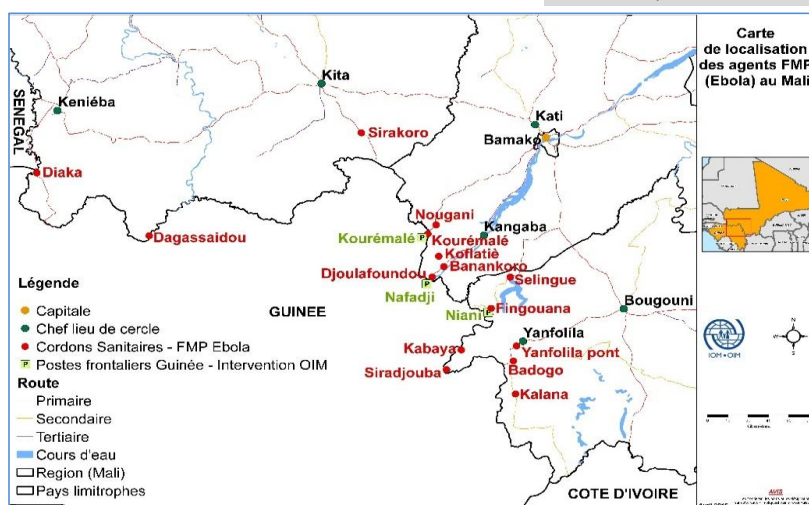 Carte
de localisation
des agents FMP
(Ebola) au Mali
SENEGAL
Keniéba
Kita
Kati
Bamako
Sirakoro
Diaka
Dagassaidou
Nougani
Kourémalé
Kourémalé
Kangaba
Koflatiè
Banankoro
Djoulafoundou
Nafadji
Selingue
Niani
Fingouana
Bougouni
Yanfolila
Yanfolila pont
Kabaya
Badogo
Siradjouba
Kalana
GUINEE
COTE D'IVOIRE
Légende
Capitale
Chef lieu de cercle
Cordons Sanitaires - FMP Ebola
P Postes frontaliers Guinée - Intervention OIM
Route
Primaire
Secondaire
Tertiaire
Cours d'eau
Region (Mali)
Pays limitrophes
IOM • OIM
N